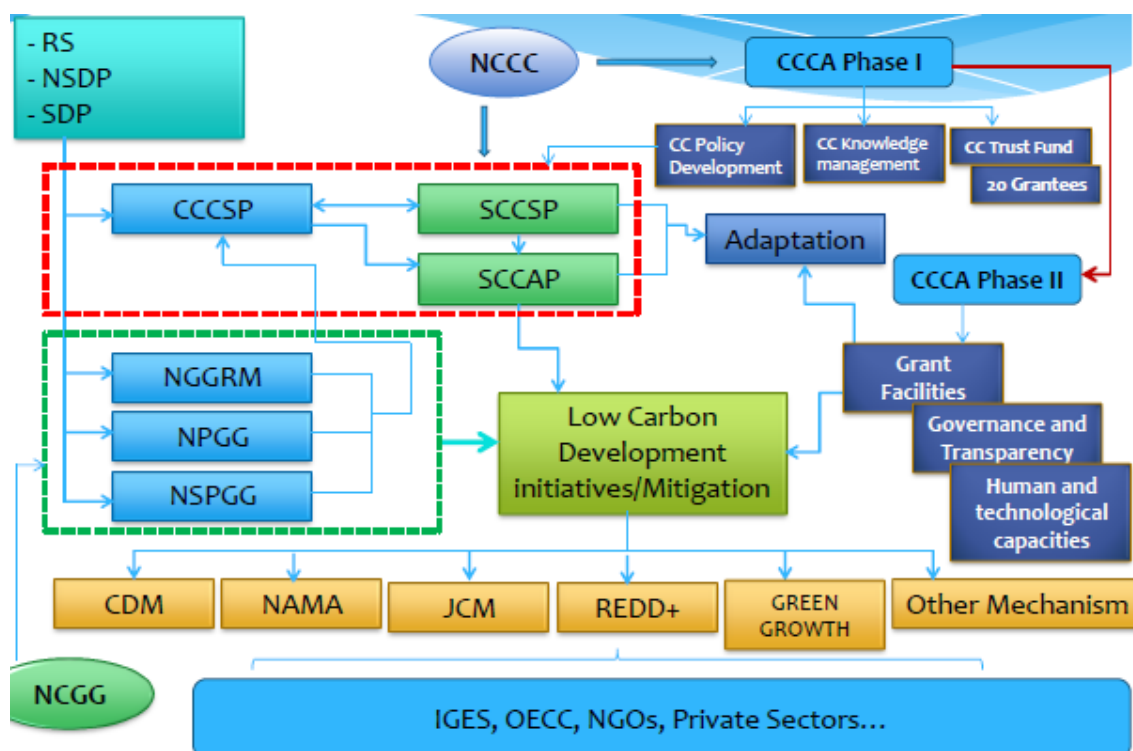 - RS
- NSDP
- SDP
NCCC
CCCA Phase I
CC Policy
Development
CC Knowledge
management
CC Trust Fund
20 Grantees
CCCSP
SCCSP
SCCAP
Adaptation
CCCA Phase II
NGGRM
NPGG
NSPGG
Low Carbon
Development
initiatives/Mitigation
Grant
Facilities
Governance and
Transparency
Human and
technological
capacities
CDM
NAMA
JCM
REDD+
GREEN
GROWTH
Other Mechanism
NCGG
IGES, OECC, NGOs, Private Sectors...